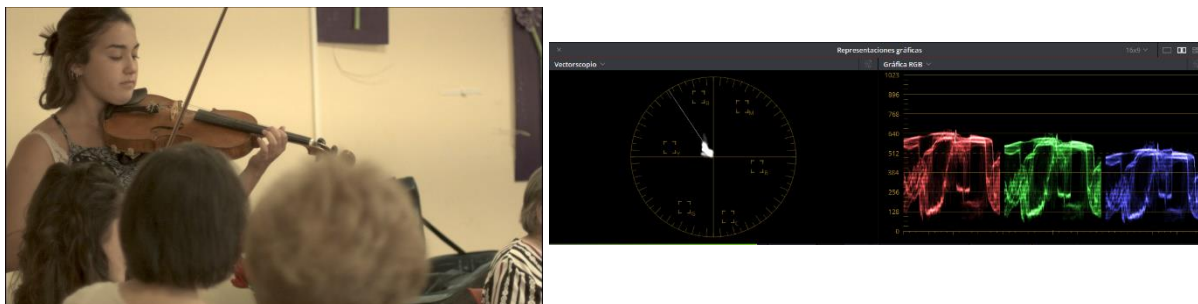 Representaciones gráficas
16x9
Vectorscopio
Gráfica RGB
1023
896
768
640
512
384
256
128
0